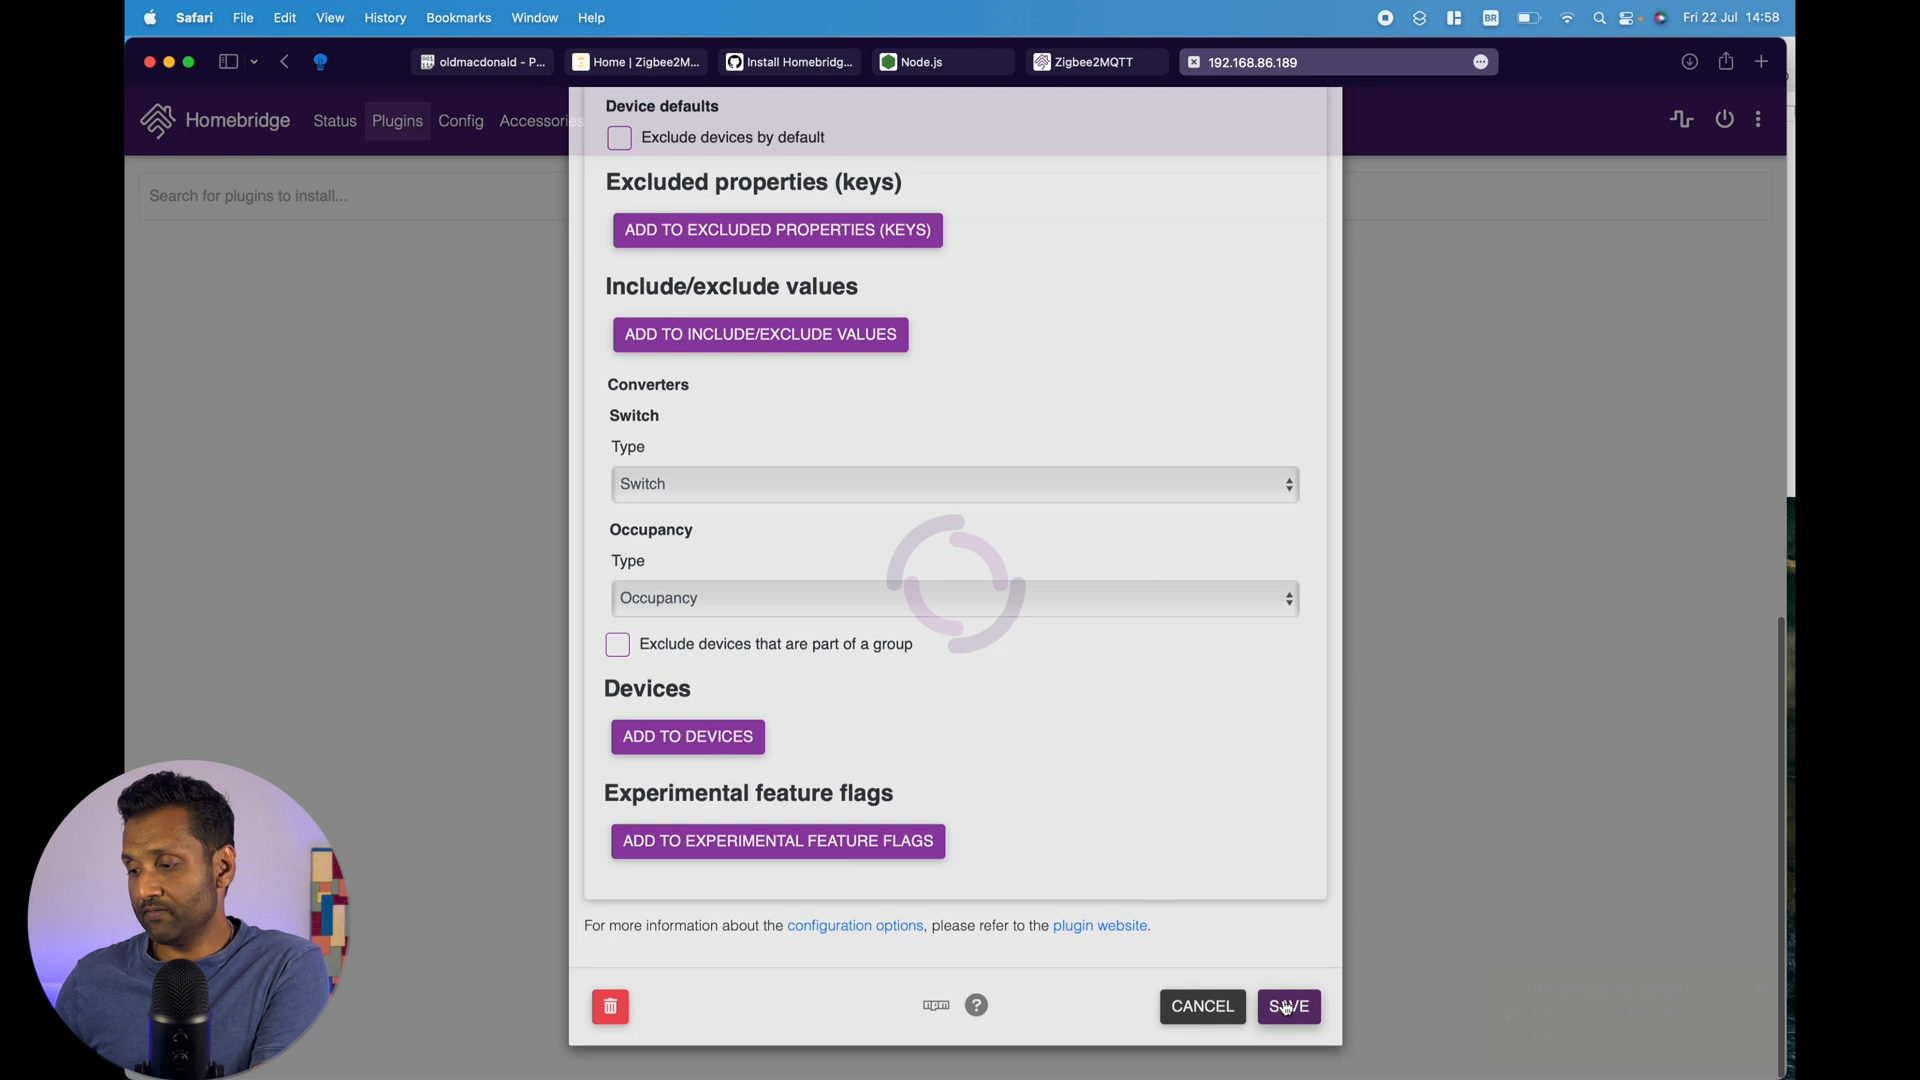 Safari File Edit View History Bookmarks Window Help
BR
Fri 22 Jul 14:58
oldmacdonald - P...
Home | Zigbee2M...
Install Homebridg...
Node.js
Zigbee2MQTT
192.168.86.189
Homebridge Status Plugins Config Accessories
Search for plugins to install...
Device defaults
Exclude devices by default
Excluded properties (keys)
ADD TO EXCLUDED PROPERTIES (KEYS)
Include/exclude values
ADD TO INCLUDE/EXCLUDE VALUES
Converters
Switch
Type
Switch
Occupancy
Type
Occupancy
Exclude devices that are part of a group
Devices
ADD TO DEVICES
Experimental feature flags
ADD TO EXPERIMENTAL FEATURE FLAGS
For more information about the configuration options, please refer to the plugin website.
npm ? CANCEL SAVE